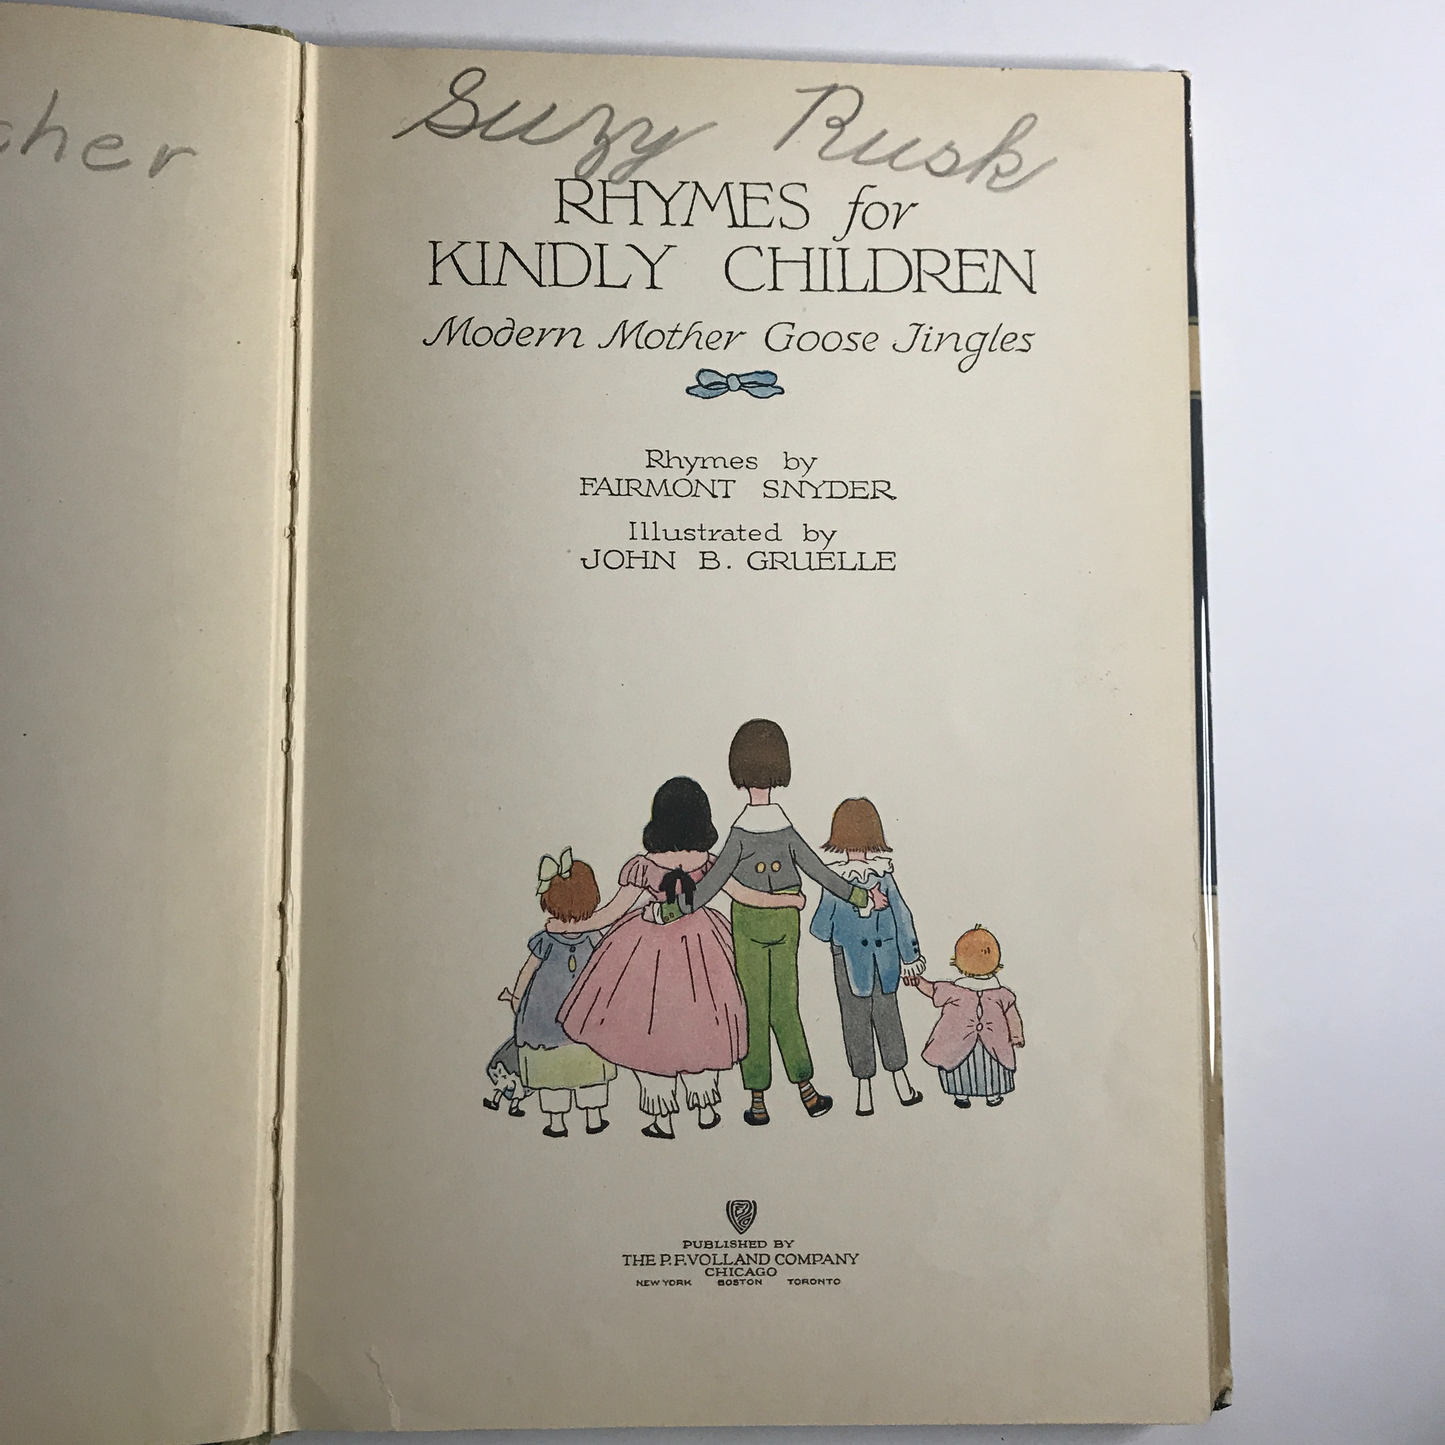 her
Suzy Rusk
RHYMES for
KINDLY CHILDREN
Modern Mother Goose Jingles
Rhymes by
FAIRMONT SNYDER
Illustrated by
JOHN B. GRUELLE
PUBLISHED BY
THE P.F. VOLLAND COMPANY
CHICAGO
NEW YORK BOSTON TORONTO